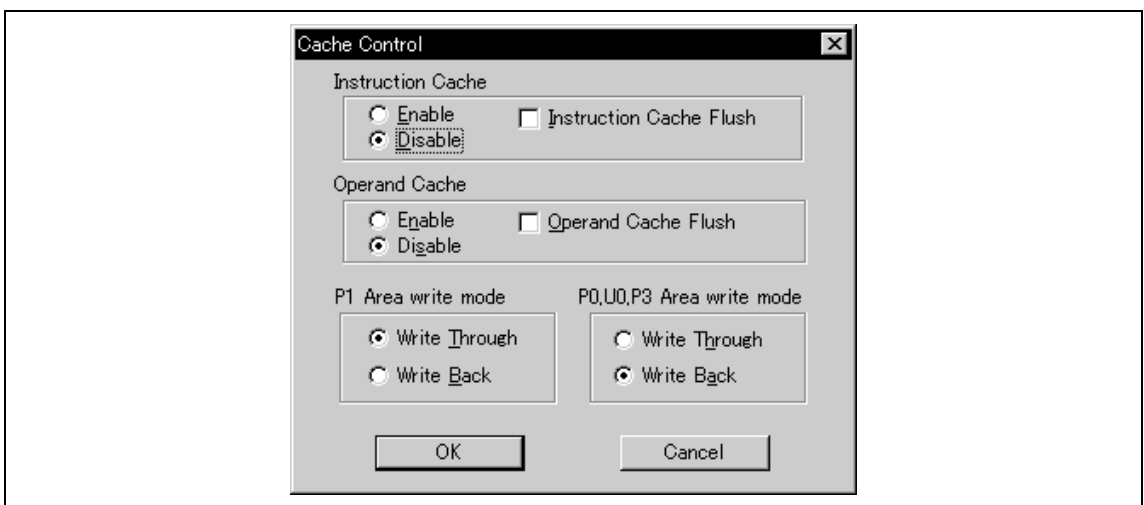 Cache Control
Instruction Cache
Enable Instruction Cache Flush
Disable
Operand Cache
Enable Operand Cache Flush
Disable
P1 Area write mode P0,U0,P3 Area write mode
Write Through Write Through
Write Back Write Back
OK Cancel